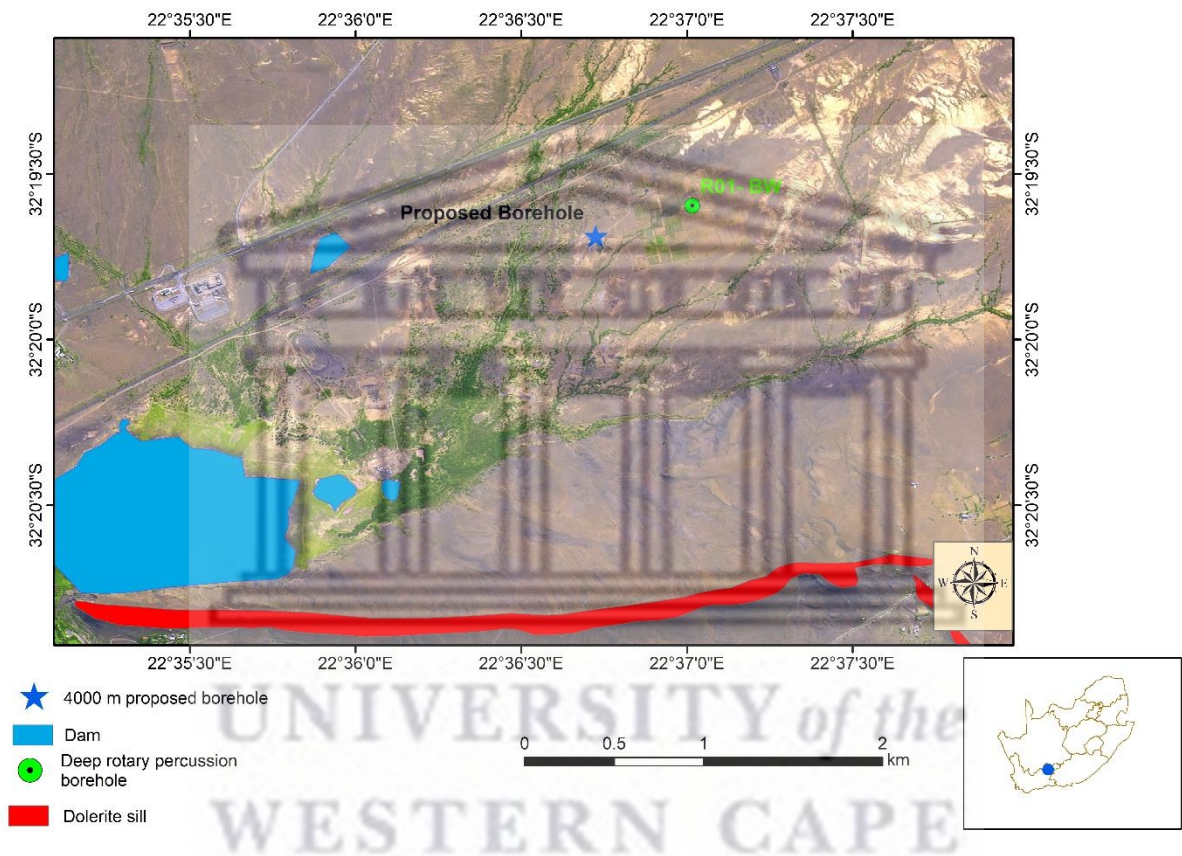 22°35'30"E 22°36'0"E 22°36'30"E 22°37'0"E 22°37'30"E
32°19'30"S 32°19'30"S
R01- BW
Proposed Borehole
32°20'0"S 32°20'0"S
32°20'30"S 32°20'30"S
N
W E
S
22°35'30"E 22°36'0"E 22°36'30"E 22°37'0"E 22°37'30"E
4000 m proposed borehole
Dam
Deep rotary percussion
borehole
Dolerite sill
0 0.5 1 2
km
UNIVERSITY of the
WESTERN CAPE